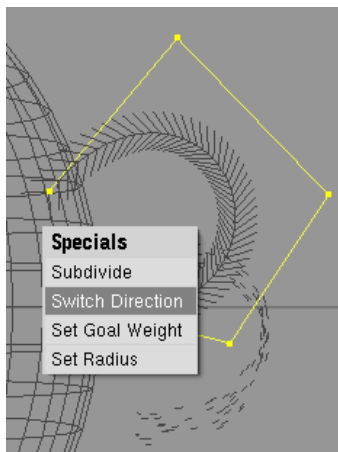 Specials
Subdivide
Switch Direction
Set Goal Weight
Set Radius